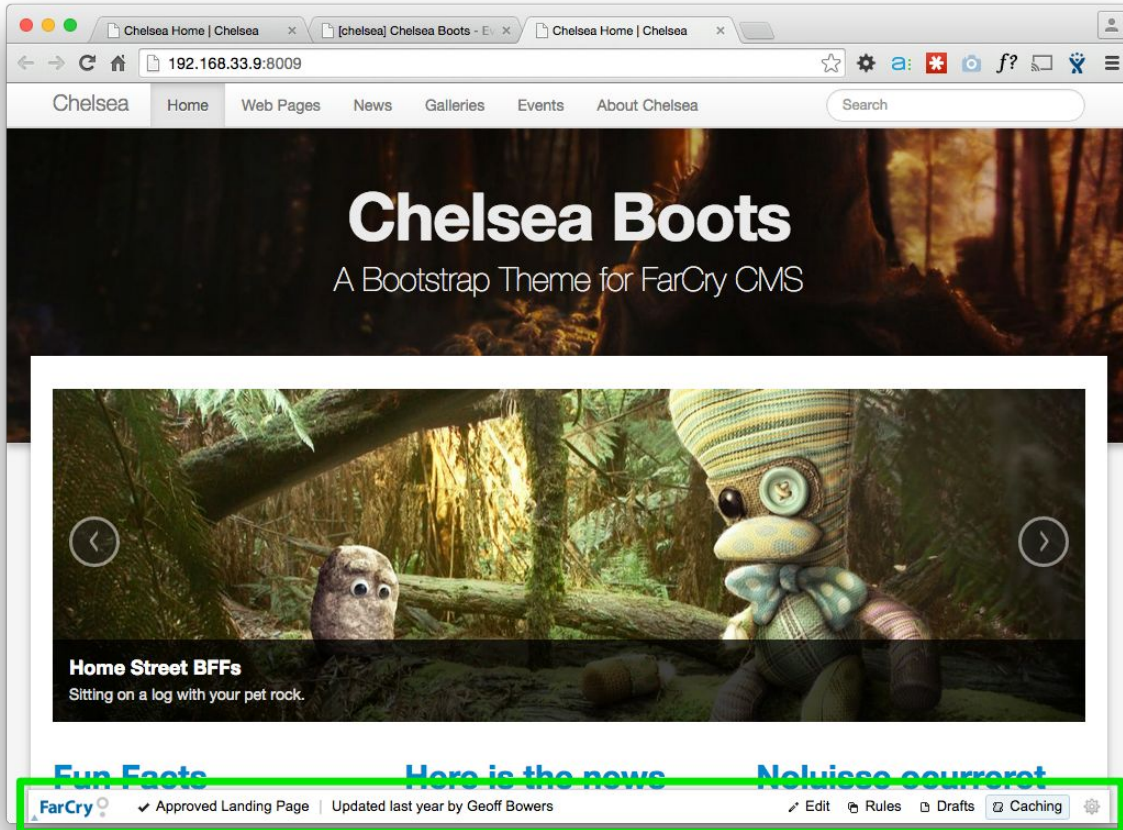 Chelsea Home | Chelsea
[chelsea] Chelsea Boots - Ev
Chelsea Home | Chelsea
192.168.33.9:8009
a:
f?
Chelsea
Home
Web Pages
News
Galleries
Events
About Chelsea
Search
Chelsea Boots
A Bootstrap Theme for FarCry CMS
Home Street BFFs
Sitting on a log with your pet rock.
Fun Facts
Here is the news
Noluisse ocurreret
FarCry
Approved Landing Page | Updated last year by Geoff Bowers
Edit
Rules
Drafts
Caching